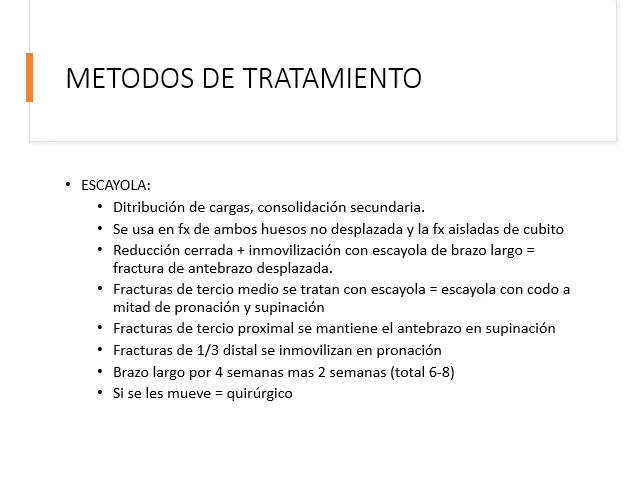 METODOS DE TRATAMIENTO
• ESCAYOLA:
• Ditribución de cargas, consolidación secundaria.
• Se usa en fx de ambos huesos no desplazada y la fx aisladas de cubito
• Reducción cerrada + inmovilización con escayola de brazo largo =
fractura de antebrazo desplazada.
• Fracturas de tercio medio se tratan con escayola = escayola con codo a
mitad de pronación y supinación
• Fracturas de tercio proximal se mantiene el antebrazo en supinación
• Fracturas de 1/3 distal se inmovilizan en pronación
• Brazo largo por 4 semanas mas 2 semanas (total 6-8)
• Si se les mueve = quirúrgico